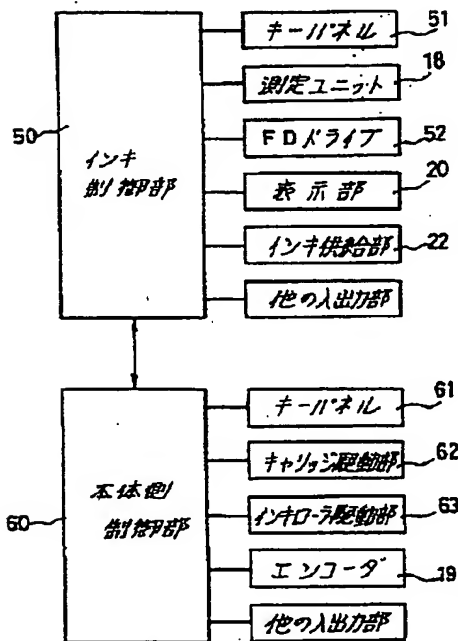 キーパネル
51
測定ユニット
18
50
インキ
制御部
FDドライブ
52
表示部
20
インキ供給部
22
他の入出力部
キーパネル
61
キャリッジ駆動部
62
本体側
制御部
60
インキローラ駆動部
63
エンコーダ
19
他の入出力部